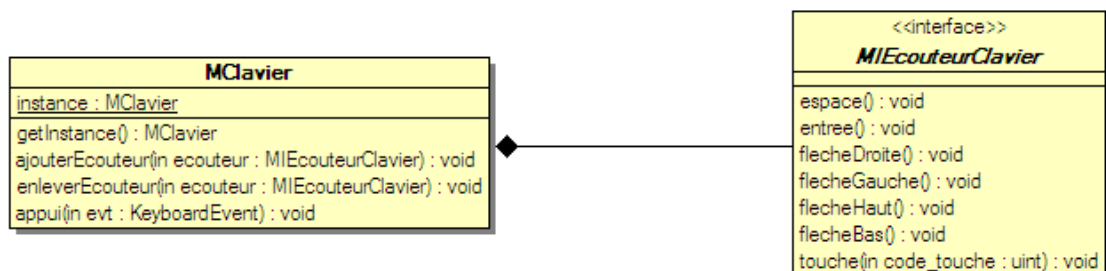 MClavier
instance : MClavier
getInstance() : MClavier
ajouterEcouteur(in ecouteur : MIEcouteurClavier) : void
enleverEcouteur(in ecouteur : MIEcouteurClavier) : void
appui(in evt : KeyboardEvent) : void
<<interface>>
MIEcouteurClavier
espace() : void
entree() : void
flecheDroite() : void
flecheGauche() : void
flecheHaut() : void
flecheBas() : void
touche(in code_touche : uint) : void